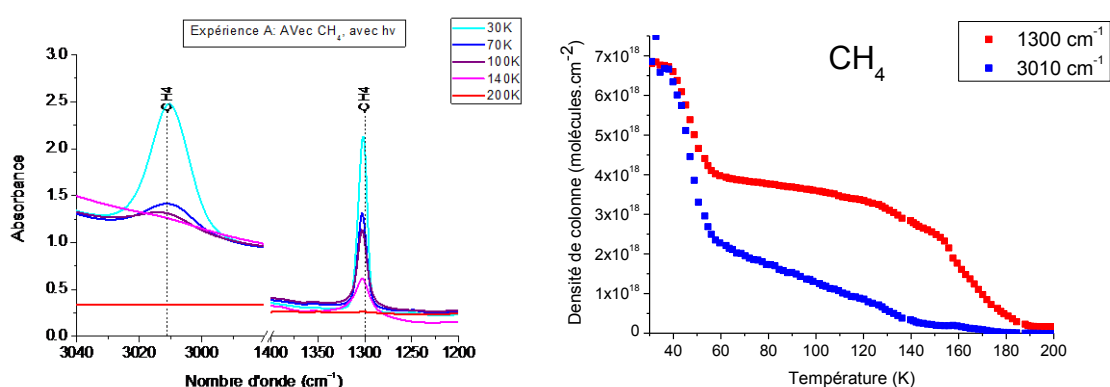 Expérience A: AVec CH4, avec hν
30K
70K
100K
140K
200K
3.0
2.5
2.0
1.5
1.0
0.5
0.0
Absorbance
CH4
CH4
3040
3020
3000
1400
1350
1300
1250
1200
Nombre d'onde (cm-1)
CH4
1300 cm-1
3010 cm-1
7x10^18
6x10^18
5x10^18
4x10^18
3x10^18
2x10^18
1x10^18
0
Densité de colonne (molécules.cm-2)
40
60
80
100
120
140
160
180
200
Température (K)